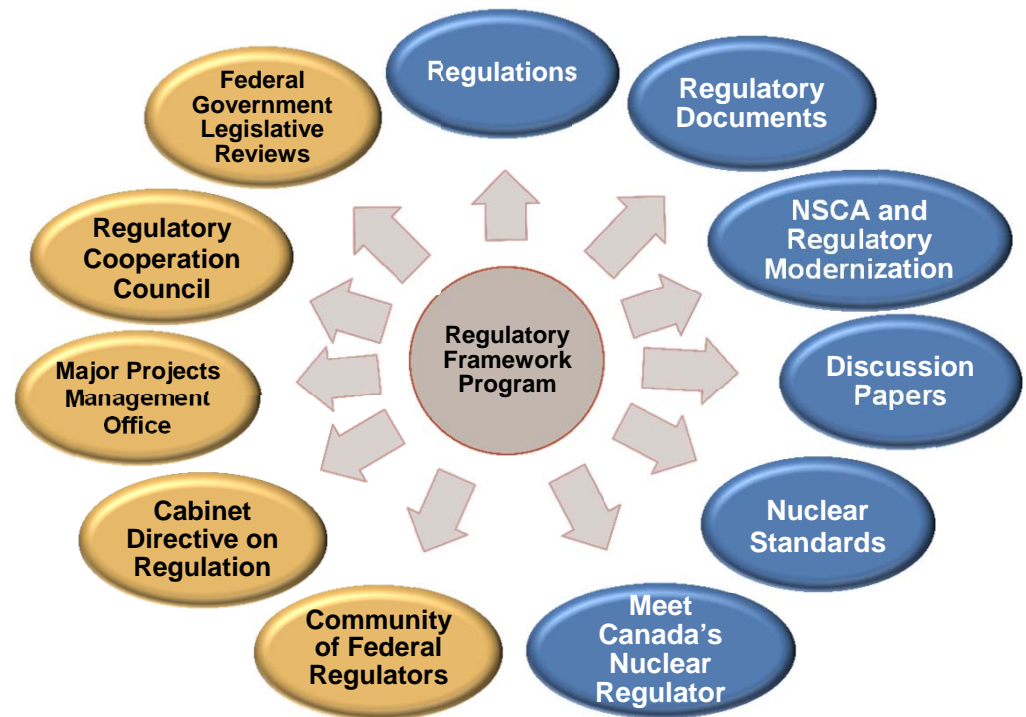 Regulations
Regulatory
Documents
NSCA and
Regulatory
Modernization
Discussion
Papers
Nuclear
Standards
Meet
Canada’s
Nuclear
Regulator
Community
of Federal
Regulators
Cabinet
Directive on
Regulation
Major Projects
Management
Office
Regulatory
Cooperation
Council
Federal
Government
Legislative
Reviews
Regulatory
Framework
Program